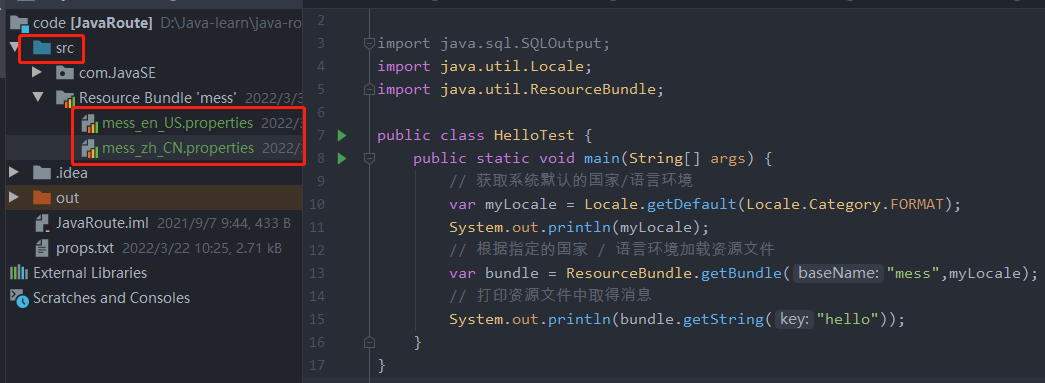 code [JavaRoute] D:\Java-learn\java-ro
src
com.JavaSE
Resource Bundle 'mess' 2022/3/3
mess_en_US.properties 2022/3
mess_zh_CN.properties 2022/
.idea
out
JavaRoute.iml 2021/9/7 9:44, 433 B
props.txt 2022/3/22 10:25, 2.71 kB
External Libraries
Scratches and Consoles
2
3 import java.sql.SQLOutput;
4 import java.util.Locale;
5 import java.util.ResourceBundle;
6
7 public class HelloTest {
8 public static void main(String[] args) {
9 // 获取系统默认的国家/语言环境
10 var myLocale = Locale.getDefault(Locale.Category.FORMAT);
11 System.out.println(myLocale);
12 // 根据指定的国家 / 语言环境加载资源文件
13 var bundle = ResourceBundle.getBundle( baseName: "mess",myLocale);
14 // 打印资源文件中取得消息
15 System.out.println(bundle.getString( key: "hello"));
16 }
17 }